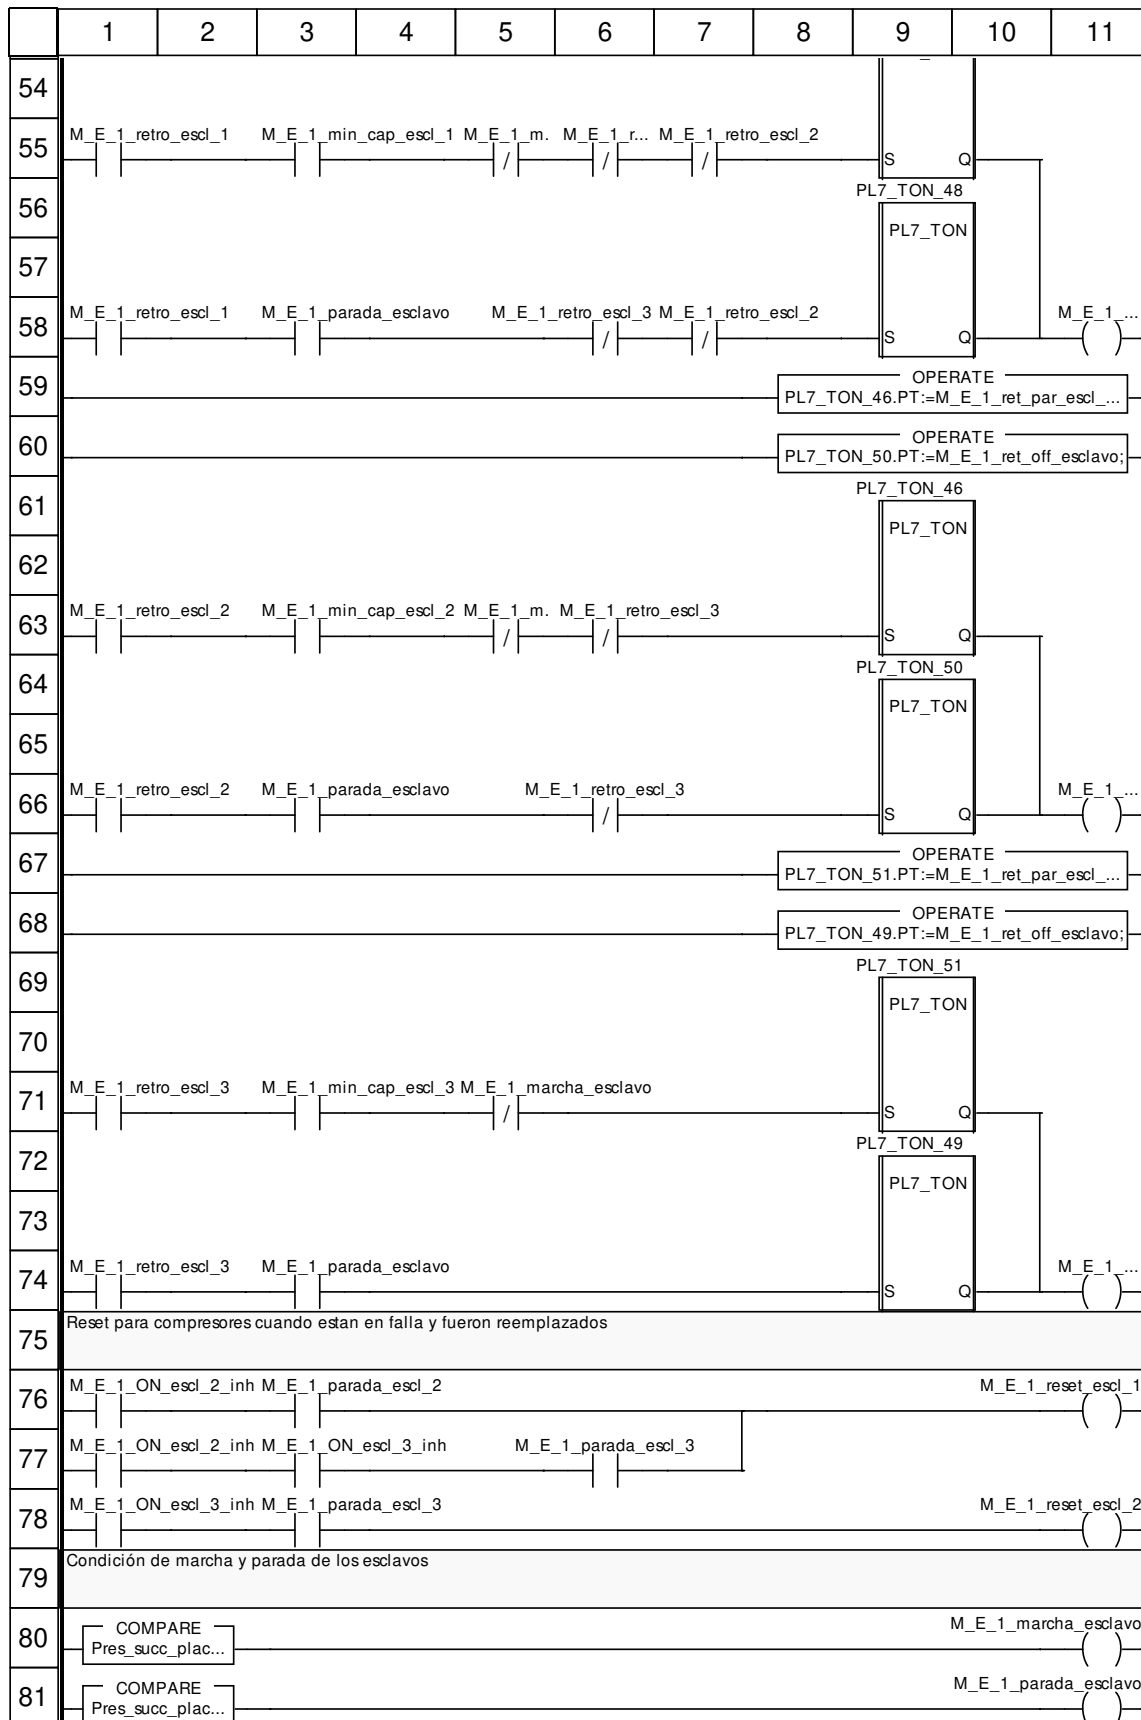 1 2 3 4 5 6 7 8 9 10 11
54
55 M_E_1_retro_escl_1 M_E_1_min_cap_escl_1 M_E_1_m. M_E_1_r... M_E_1_retro_escl_2
/ / / S Q
56 PL7_TON_48
PL7_TON
57
58 M_E_1_retro_escl_1 M_E_1_parada_esclavo M_E_1_retro_escl_3 M_E_1_retro_escl_2 M_E_1_...
/ / S Q
59 OPERATE
PL7_TON_46.PT:=M_E_1_ret_par_escl_...
60 OPERATE
PL7_TON_50.PT:=M_E_1_ret_off_esclavo;
61 PL7_TON_46
PL7_TON
62
63 M_E_1_retro_escl_2 M_E_1_min_cap_escl_2 M_E_1_m. M_E_1_retro_escl_3
/ / S Q
64 PL7_TON_50
PL7_TON
65
66 M_E_1_retro_escl_2 M_E_1_parada_esclavo M_E_1_retro_escl_3 M_E_1_...
/ S Q
67 OPERATE
PL7_TON_51.PT:=M_E_1_ret_par_escl_...
68 OPERATE
PL7_TON_49.PT:=M_E_1_ret_off_esclavo;
69 PL7_TON_51
PL7_TON
70
71 M_E_1_retro_escl_3 M_E_1_min_cap_escl_3 M_E_1_marcha_esclavo
/ S Q
72 PL7_TON_49
PL7_TON
73
74 M_E_1_retro_escl_3 M_E_1_parada_esclavo M_E_1_...
S Q
75 Reset para compresores cuando estan en falla y fueron reemplazados
76 M_E_1_ON_escl_2_inh M_E_1_parada_escl_2 M_E_1_reset_escl_1
77 M_E_1_ON_escl_2_inh M_E_1_ON_escl_3_inh M_E_1_parada_escl_3
78 M_E_1_ON_escl_3_inh M_E_1_parada_escl_3 M_E_1_reset_escl_2
79 Condición de marcha y parada de los esclavos
80 COMPARE M_E_1_marcha_esclavo
Pres_succ_plac...
81 COMPARE M_E_1_parada_esclavo
Pres_succ_plac...